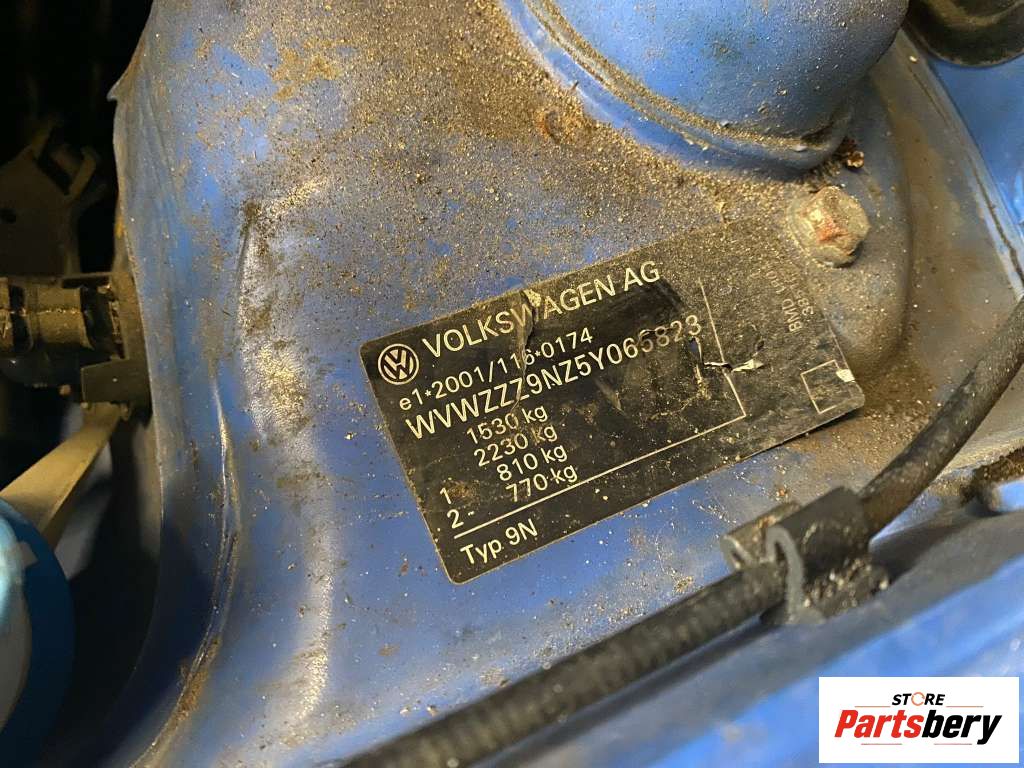 VOLKSWAGEN AG
e1*2001/116*0174
WVWZZZ9NZ5Y065823
1530 kg
2230 kg
1 - 810 kg
2 - 770 kg
Typ 9N
STORE
Partsbery